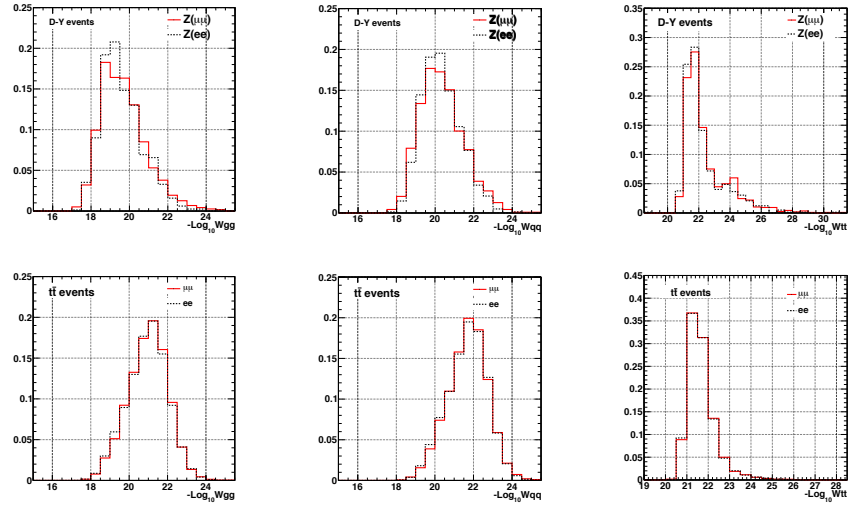 D-Y events
Z(μμ)
Z(ee)
0.25
0.2
0.15
0.1
0.05
0
16 18 20 22 24
-Log10Wgg
D-Y events
Z(μμ)
Z(ee)
0.25
0.2
0.15
0.1
0.05
0
16 18 20 22 24
-Log10Wqq
D-Y events
Z(μμ)
Z(ee)
0.35
0.3
0.25
0.2
0.15
0.1
0.05
0
20 22 24 26 28 30
-Log10Wtt
tt̄ events
μμ
ee
0.25
0.2
0.15
0.1
0.05
0
16 18 20 22 24
-Log10Wgg
tt̄ events
μμ
ee
0.25
0.2
0.15
0.1
0.05
0
16 18 20 22 24
-Log10Wqq
tt̄ events
μμ
ee
0.45
0.4
0.35
0.3
0.25
0.2
0.15
0.1
0.05
0
19 20 21 22 23 24 25 26 27 28
-Log10Wtt